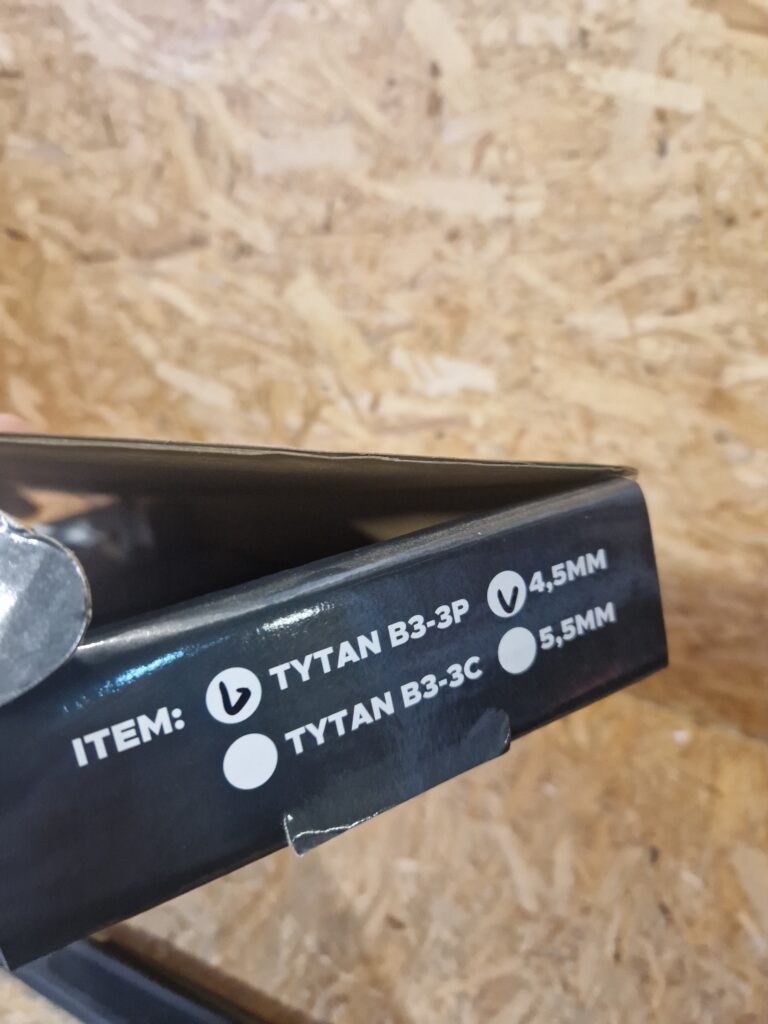 ITEM: TYTAN B3-3P 4,5MM
TYTAN B3-3C 5,5MM